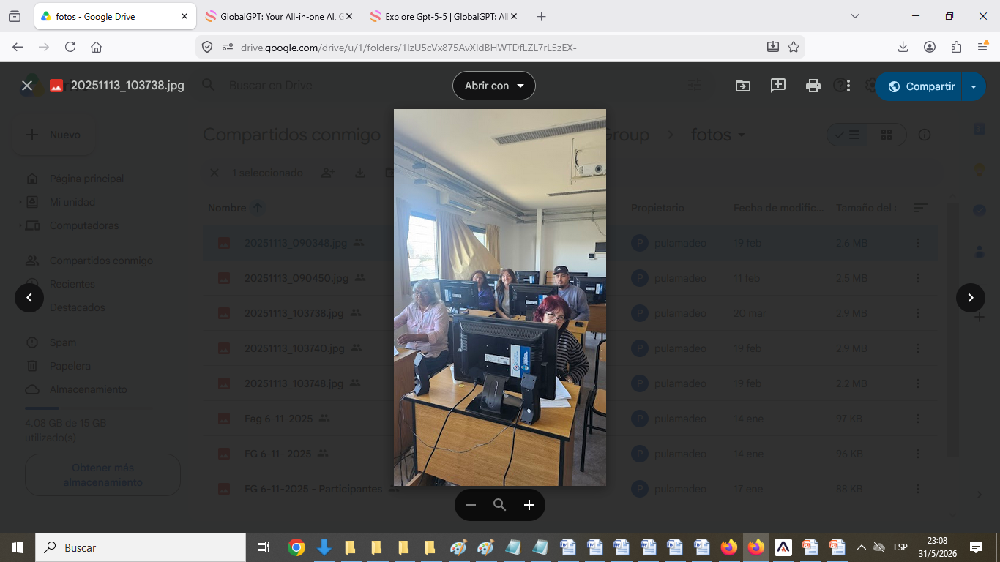 fotos - Google Drive
GlobalGPT: Your All-in-one AI, G
Explore Gpt-5-5 | GlobalGPT: All
drive.google.com/drive/u/1/folders/1IzU5cVx875AvXIdBHWTDfLZL7rL5zEX-
20251113_103738.jpg
Buscar en Drive
Abrir con
Compartir
Nuevo
Compartidos conmigo
Group
fotos
1 seleccionado
Página principal
Mi unidad
Computadoras
Compartidos conmigo
Recientes
Destacados
Spam
Papelera
Almacenamiento
4.08 GB de 15 GB
utilizado(s)
Obtener más
almacenamiento
Nombre
Propietario
Fecha de modific...
Tamaño del
20251113_090348.jpg
P pulamadeo
19 feb
2.6 MB
20251113_090450.jpg
P pulamadeo
11 feb
2.5 MB
20251113_103738.jpg
P pulamadeo
20 mar
2.9 MB
20251113_103740.jpg
P pulamadeo
19 feb
2.9 MB
20251113_103748.jpg
P pulamadeo
19 feb
2.2 MB
Fag 6-11-2025
P pulamadeo
14 ene
97 KB
FG 6-11- 2025
P pulamadeo
14 ene
96 KB
FG 6-11-2025 - Participantes
P pulamadeo
17 ene
88 KB
Buscar
ESP
23:08
31/5/2026